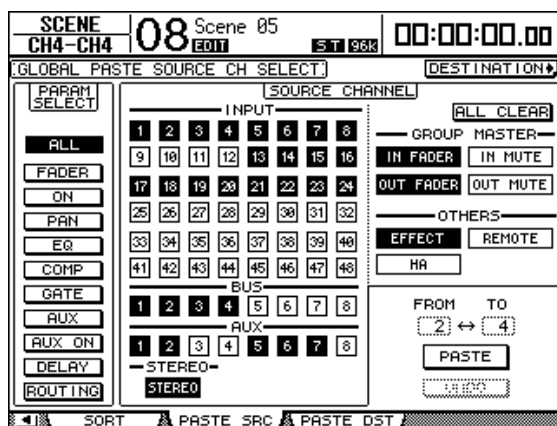 SCENE
CH4-CH4
08 Scene 05
EDIT
ST 96K
00:00:00.00
GLOBAL PASTE SOURCE CH SELECT
DESTINATION
PARAM SELECT
ALL
FADER
ON
PAN
EQ
COMP
GATE
AUX
AUX ON
DELAY
ROUTING
SOURCE CHANNEL
INPUT
1 2 3 4 5 6 7 8
9 10 11 12 13 14 15 16
17 18 19 20 21 22 23 24
25 26 27 28 29 30 31 32
33 34 35 36 37 38 39 40
41 42 43 44 45 46 47 48
BUS
1 2 3 4 5 6 7 8
AUX
1 2 3 4 5 6 7 8
STEREO
STEREO
ALL CLEAR
GROUP MASTER
IN FADER IN MUTE
OUT FADER OUT MUTE
OTHERS
EFFECT REMOTE
HA
FROM TO
2 ↔ 4
PASTE
UNDO
SORT PASTE SRC PASTE DST